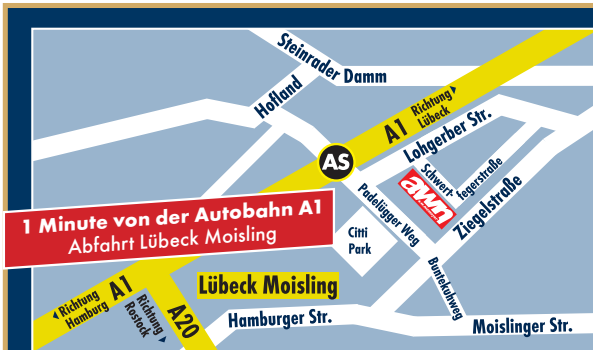 Steinrader Damm
Hofland
A1
Richtung
Lübeck
Lohgerber Str.
AS
Schwert
fegerstraße
awn
Ziegelstraße
Padelügger Weg
1 Minute von der Autobahn A1
Abfahrt Lübeck Moisling
Citti
Park
Buntekuhweg
Lübeck Moisling
Richtung
Hamburg
A1
Richtung
Rostock
A20
Hamburger Str.
Moislinger Str.